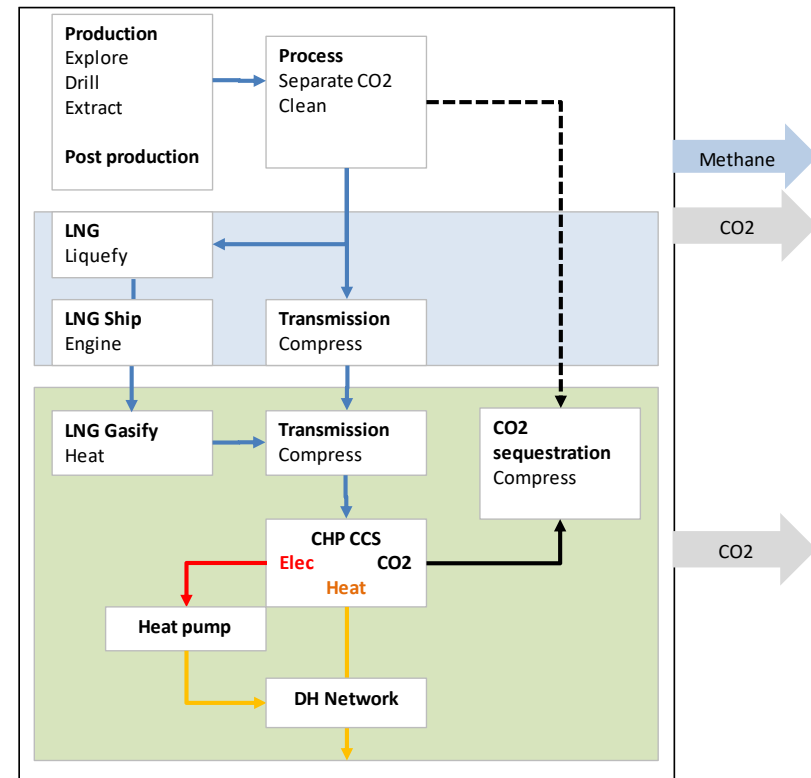 Production
Explore
Drill
Extract
Post production
Process
Separate CO2
Clean
Methane
CO2
LNG
Liquefy
LNG Ship
Engine
Transmission
Compress
LNG Gasify
Heat
Transmission
Compress
CO2
sequestration
Compress
CHP CCS
Elec CO2
Heat
CO2
Heat pump
DH Network